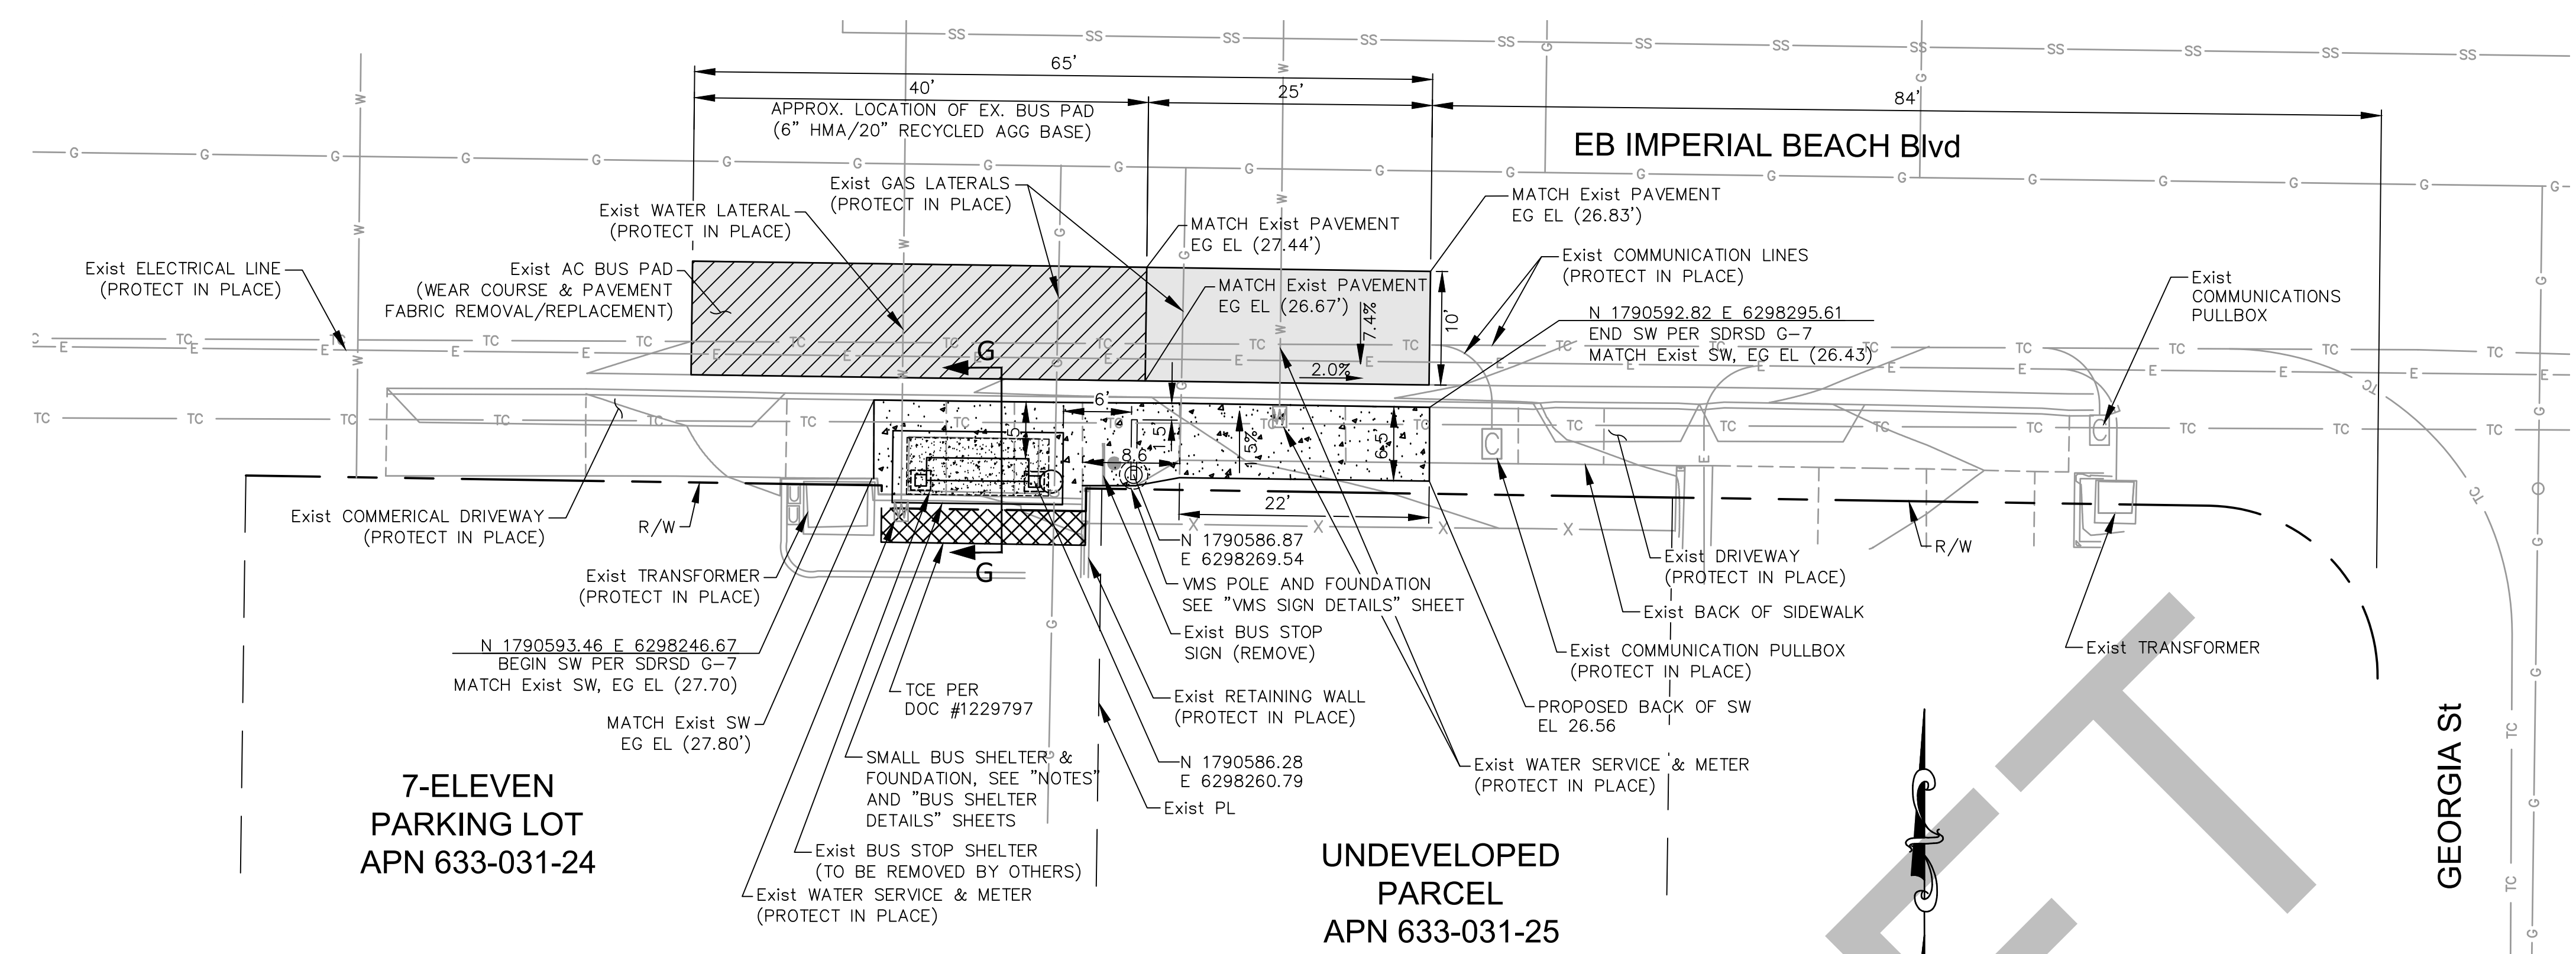 65'
40'
25'
84'
APPROX. LOCATION OF EX. BUS PAD
(6" HMA/20" RECYCLED AGG BASE)
EB IMPERIAL BEACH Blvd
Exist GAS LATERALS
(PROTECT IN PLACE)
Exist WATER LATERAL
(PROTECT IN PLACE)
MATCH Exist PAVEMENT
EG EL (27.44')
MATCH Exist PAVEMENT
EG EL (26.83')
Exist ELECTRICAL LINE
(PROTECT IN PLACE)
Exist AC BUS PAD
(WEAR COURSE & PAVEMENT
FABRIC REMOVAL/REPLACEMENT)
MATCH Exist PAVEMENT
EG EL (26.67')
7.4%
2.0%
10'
Exist COMMUNICATION LINES
(PROTECT IN PLACE)
N 1790592.82 E 6298295.61
END SW PER SDRSD G-7
MATCH Exist SW, EG EL (26.43)
Exist
COMMUNICATIONS
PULLBOX
G
6'
5
1.5
1.5%
6.5
8.6
22'
G
Exist COMMERICAL DRIVEWAY
(PROTECT IN PLACE)
R/W
Exist TRANSFORMER
(PROTECT IN PLACE)
N 1790593.46 E 6298246.67
BEGIN SW PER SDRSD G-7
MATCH Exist SW, EG EL (27.70)
MATCH Exist SW
EG EL (27.80')
TCE PER
DOC #1229797
SMALL BUS SHELTER &
FOUNDATION, SEE "NOTES"
AND "BUS SHELTER
DETAILS" SHEETS
Exist BUS STOP SHELTER
(TO BE REMOVED BY OTHERS)
Exist WATER SERVICE & METER
(PROTECT IN PLACE)
N 1790586.87
E 6298269.54
VMS POLE AND FOUNDATION
SEE "VMS SIGN DETAILS" SHEET
Exist BUS STOP
SIGN (REMOVE)
Exist RETAINING WALL
(PROTECT IN PLACE)
N 1790586.28
E 6298260.79
Exist PL
Exist DRIVEWAY
(PROTECT IN PLACE)
Exist BACK OF SIDEWALK
Exist COMMUNICATION PULLBOX
(PROTECT IN PLACE)
PROPOSED BACK OF SW
EL 26.56
Exist WATER SERVICE & METER
(PROTECT IN PLACE)
R/W
Exist TRANSFORMER
7-ELEVEN
PARKING LOT
APN 633-031-24
UNDEVELOPED
PARCEL
APN 633-031-25
GEORGIA St